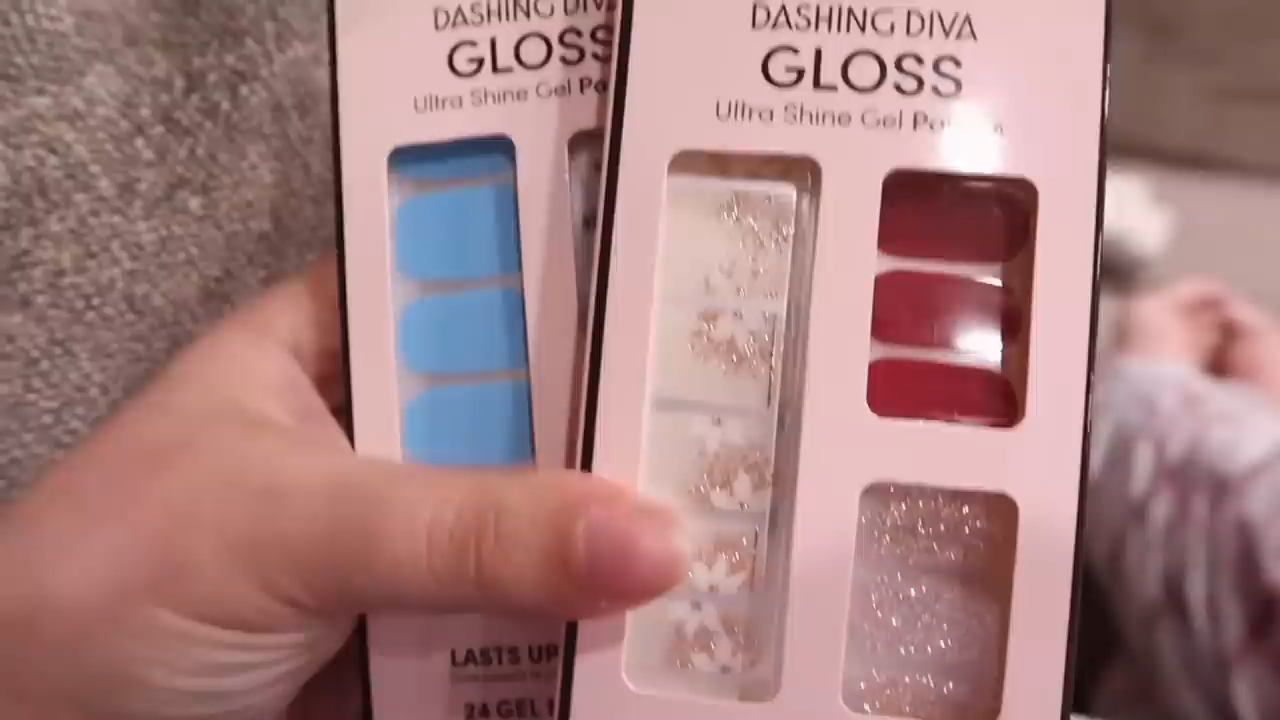 DASHING DIVA
GLOSS
Ultra Shine Gel
LASTS UP
24 GEL
DASHING DIVA
GLOSS
Ultra Shine Gel